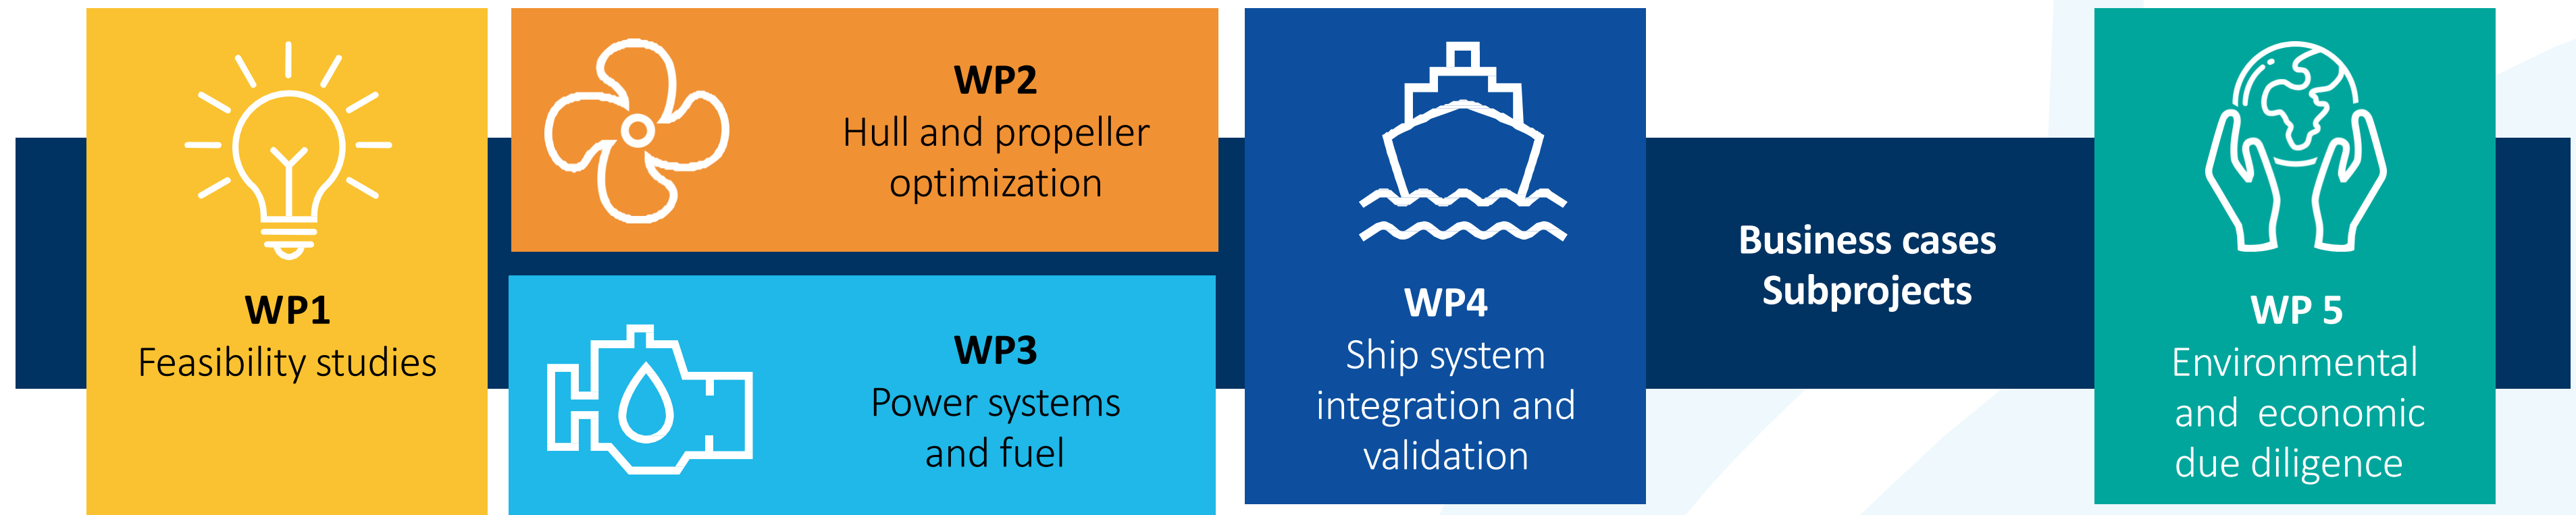 WP1
Feasibility studies
WP2
Hull and propeller
optimization
WP3
Power systems
and fuel
WP4
Ship system
integration and
validation
Business cases
Subprojects
WP 5
Environmental
and  economic
due diligence